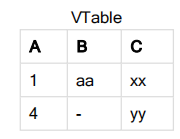 VTable
A B C
1 aa xx
4 - yy